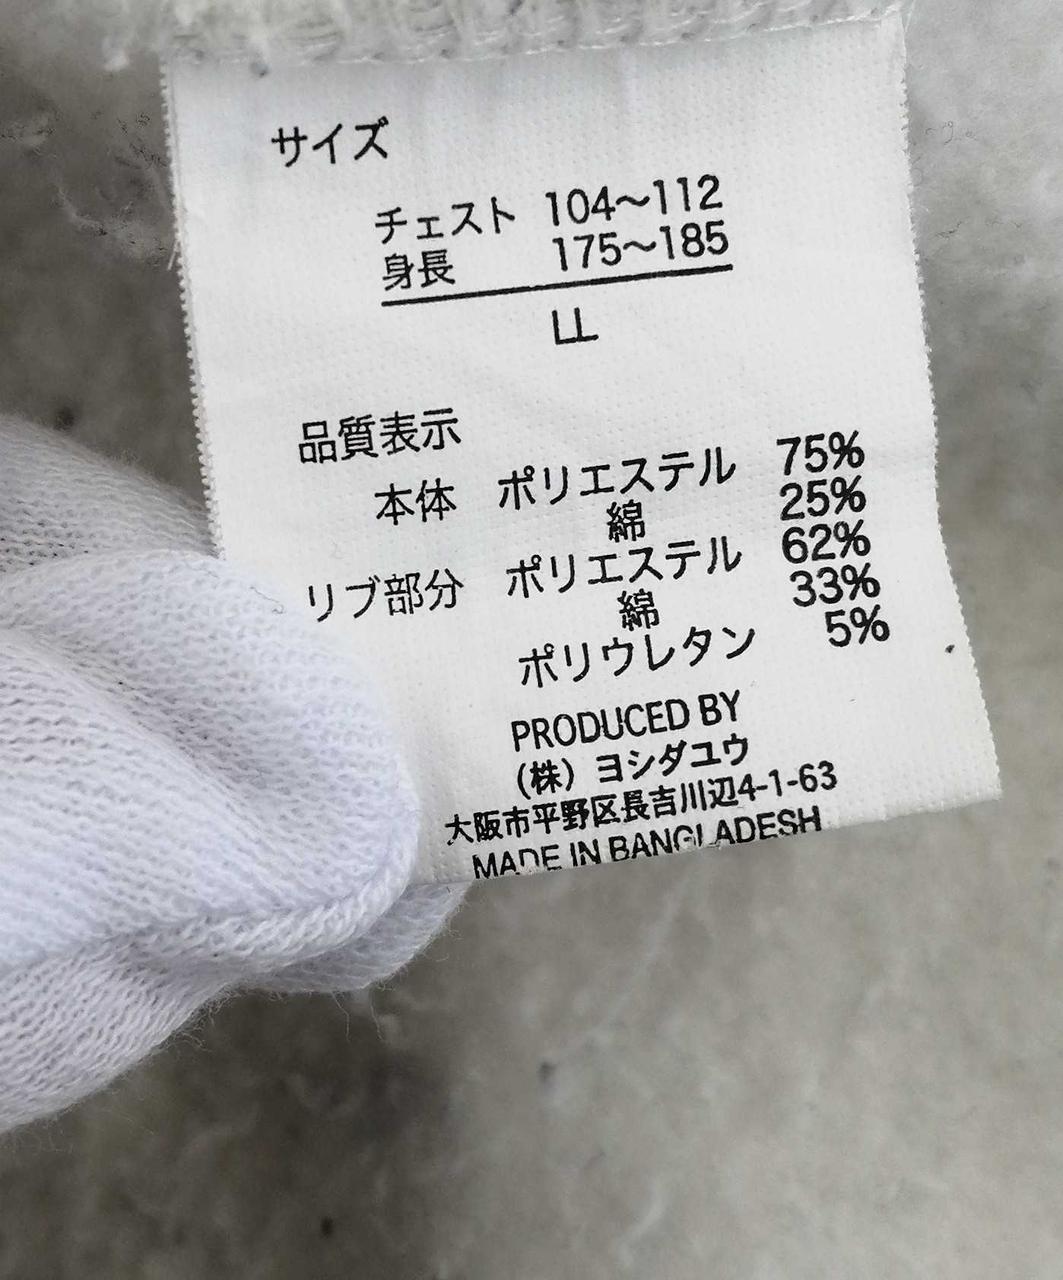 サイズ
チェスト 104～112
身長 175～185
LL
品質表示
本体 ポリエステル 75%
綿 25%
リブ部分 ポリエステル 62%
綿 33%
ポリウレタン 5%
PRODUCED BY
(株) ヨシダユウ
大阪市平野区長吉川辺4-1-63
MADE IN BANGLADESH